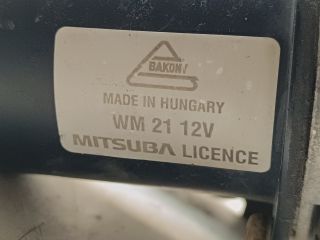 BAKONY
MADE IN HUNGARY
WM 21 12V
MITSUBA LICENCE